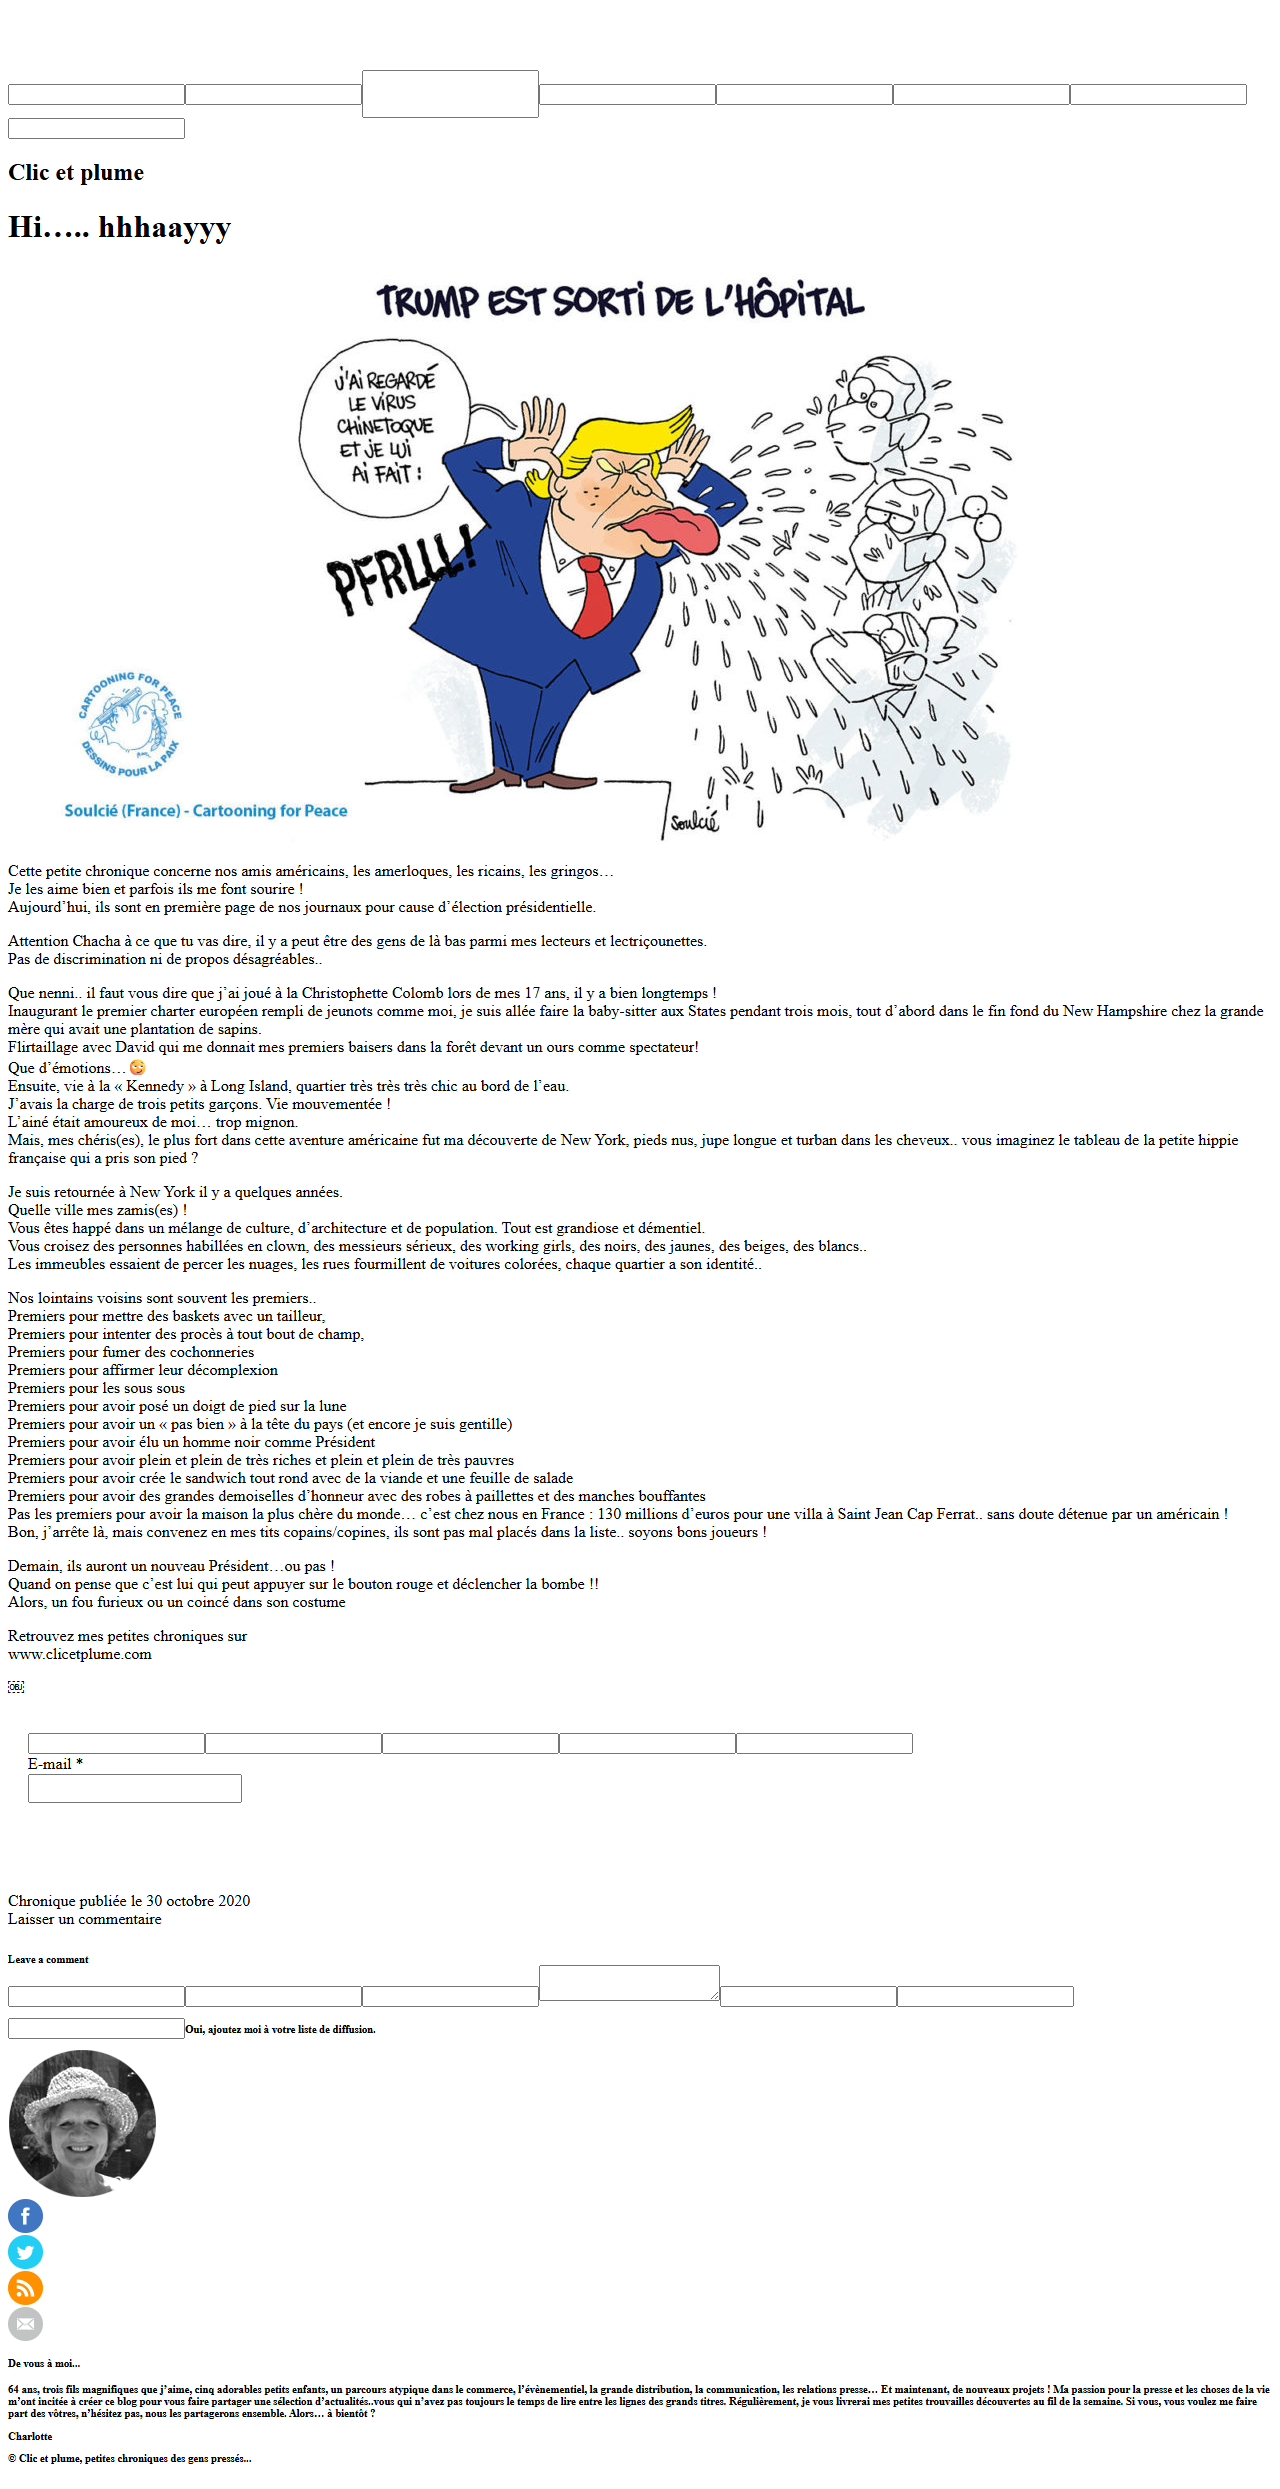 Clic et plume
Hi….. hhhaayyy
TRUMP EST SORTI DE L'HÔPITAL
J'AI REGARDÉ
LE VIRUS
CHINETOQUE
ET JE LUI
AI FAIT :
PFRLLL!
CARTOONING FOR PEACE
DESSINS POUR LA PAIX
Soulcié (France) - Cartooning for Peace
Soulcié
Cette petite chronique concerne nos amis américains, les amerloques, les ricains, les gringos…
Je les aime bien et parfois ils me font sourire !
Aujourd’hui, ils sont en première page de nos journaux pour cause d’élection présidentielle.
Attention Chacha à ce que tu vas dire, il y a peut être des gens de là bas parmi mes lecteurs et lectriçounettes.
Pas de discrimination ni de propos désagréables..
Que nenni.. il faut vous dire que j’ai joué à la Christophette Colomb lors de mes 17 ans, il y a bien longtemps !
Inaugurant le premier charter européen rempli de jeunots comme moi, je suis allée faire la baby-sitter aux States pendant trois mois, tout d’abord dans le fin fond du New Hampshire chez la grande
mère qui avait une plantation de sapins.
Flirtaillage avec David qui me donnait mes premiers baisers dans la forêt devant un ours comme spectateur!
Que d’émotions…
Ensuite, vie à la « Kennedy » à Long Island, quartier très très très chic au bord de l’eau.
J’avais la charge de trois petits garçons. Vie mouvementée !
L’ainé était amoureux de moi… trop mignon.
Mais, mes chéris(es), le plus fort dans cette aventure américaine fut ma découverte de New York, pieds nus, jupe longue et turban dans les cheveux.. vous imaginez le tableau de la petite hippie
française qui a pris son pied ?
Je suis retournée à New York il y a quelques années.
Quelle ville mes zamis(es) !
Vous êtes happé dans un mélange de culture, d’architecture et de population. Tout est grandiose et démentiel.
Vous croisez des personnes habillées en clown, des messieurs sérieux, des working girls, des noirs, des jaunes, des beiges, des blancs..
Les immeubles essaient de percer les nuages, les rues fourmillent de voitures colorées, chaque quartier a son identité..
Nos lointains voisins sont souvent les premiers..
Premiers pour mettre des baskets avec un tailleur,
Premiers pour intenter des procès à tout bout de champ,
Premiers pour fumer des cochonneries
Premiers pour affirmer leur décomplexion
Premiers pour les sous sous
Premiers pour avoir posé un doigt de pied sur la lune
Premiers pour avoir un « pas bien » à la tête du pays (et encore je suis gentille)
Premiers pour avoir élu un homme noir comme Président
Premiers pour avoir plein et plein de très riches et plein et plein de très pauvres
Premiers pour avoir crée le sandwich tout rond avec de la viande et une feuille de salade
Premiers pour avoir des grandes demoiselles d’honneur avec des robes à paillettes et des manches bouffantes
Pas les premiers pour avoir la maison la plus chère du monde… c’est chez nous en France : 130 millions d’euros pour une villa à Saint Jean Cap Ferrat.. sans doute détenue par un américain !
Bon, j’arrête là, mais convenez en mes tits copains/copines, ils sont pas mal placés dans la liste.. soyons bons joueurs !
Demain, ils auront un nouveau Président…ou pas !
Quand on pense que c’est lui qui peut appuyer sur le bouton rouge et déclencher la bombe !!
Alors, un fou furieux ou un coincé dans son costume
Retrouvez mes petites chroniques sur
www.clicetplume.com
￼
E-mail *
Chronique publiée le 30 octobre 2020
Laisser un commentaire
Leave a comment
Oui, ajoutez moi à votre liste de diffusion.
De vous à moi...
64 ans, trois fils magnifiques que j’aime, cinq adorables petits enfants, un parcours atypique dans le commerce, l’évènementiel, la grande distribution, la communication, les relations presse… Et maintenant, de nouveaux projets ! Ma passion pour la presse et les choses de la vie
m’ont incitée à créer ce blog pour vous faire partager une sélection d’actualités..vous qui n’avez pas toujours le temps de lire entre les lignes des grands titres. Régulièrement, je vous livrerai mes petites trouvailles découvertes au fil de la semaine. Si vous, vous voulez me faire
part des vôtres, n’hésitez pas, nous les partagerons ensemble. Alors… à bientôt ?
Charlotte
© Clic et plume, petites chroniques des gens pressés...